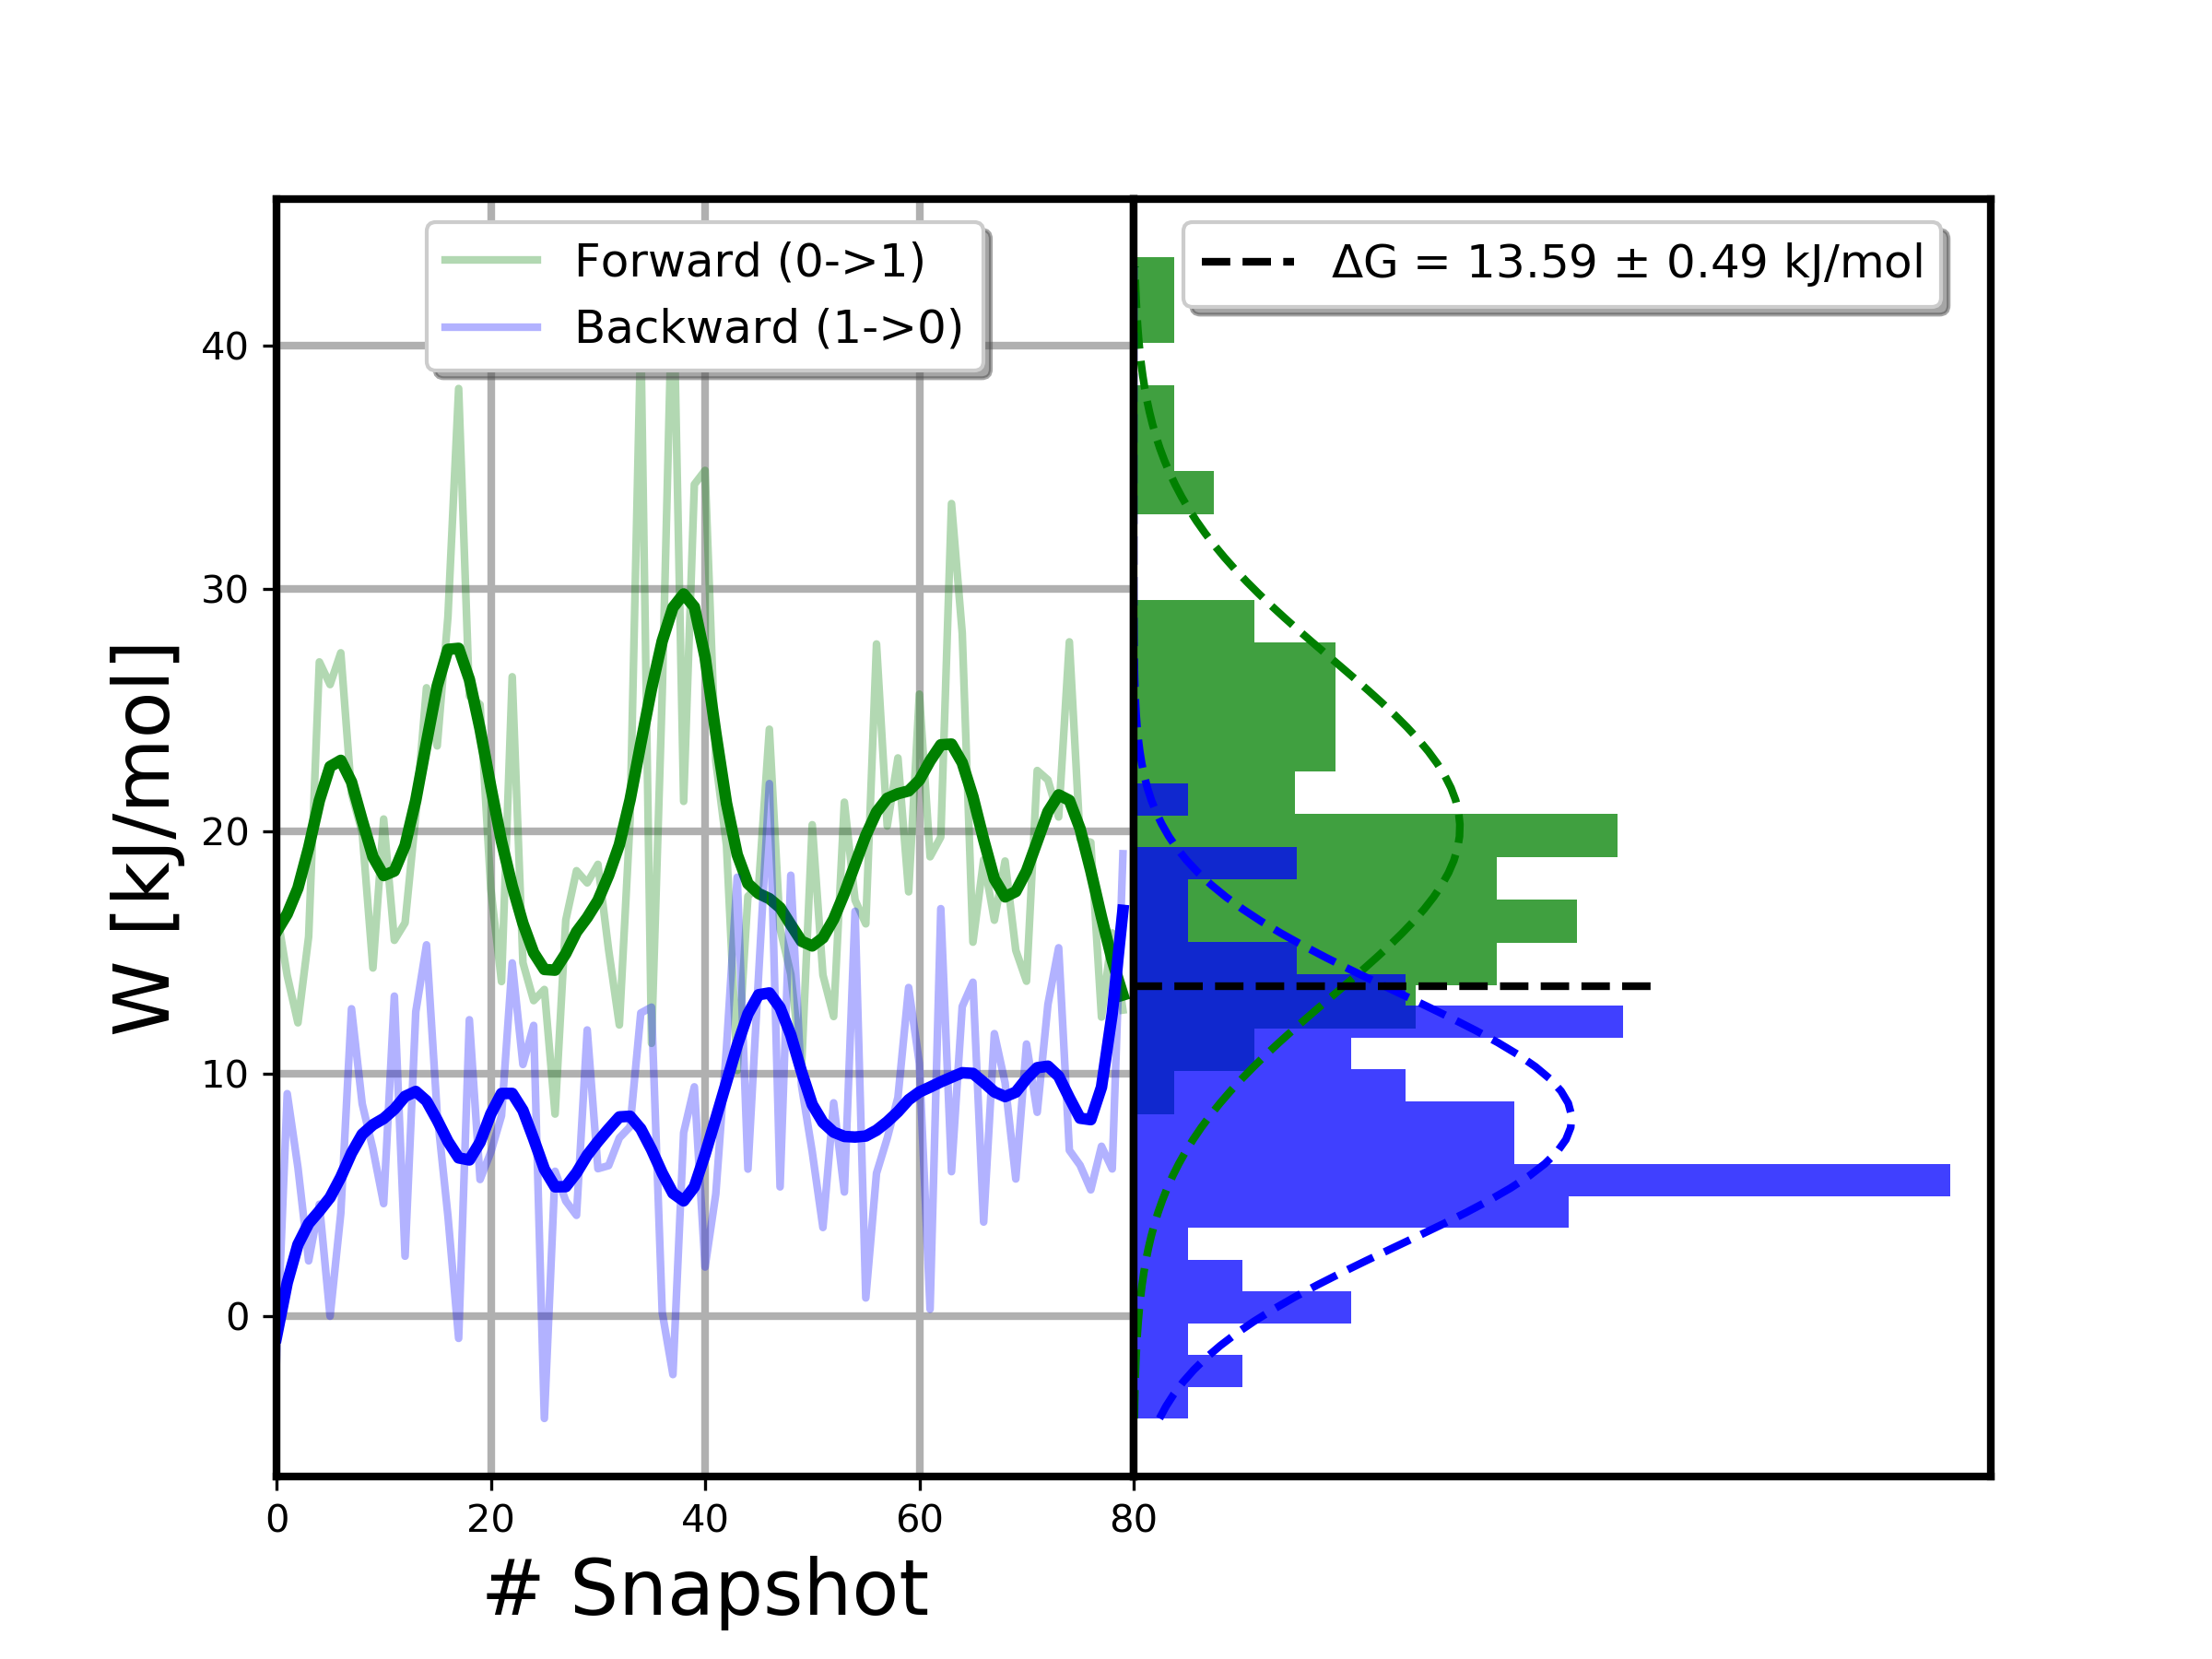 Forward (0->1)
Backward (1->0)
ΔG = 13.59 ± 0.49 kJ/mol
W [kJ/mol]
40
30
20
10
0
0
20
40
60
80
# Snapshot